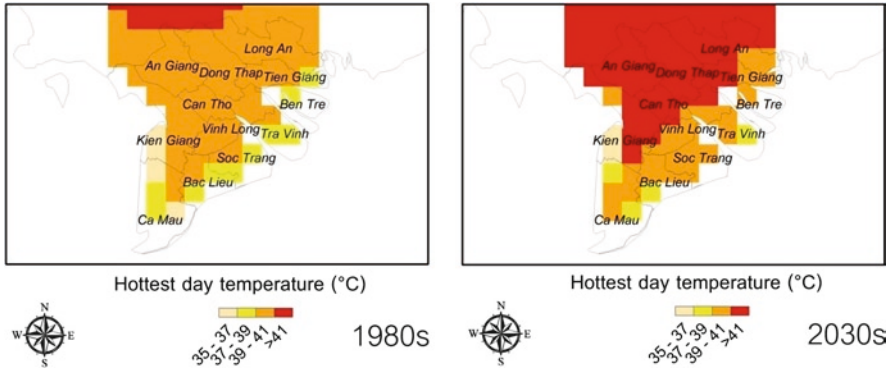 Long An
An Giang
Dong Thap
Tien Giang
Can Tho
Ben Tre
Kien Giang
Vinh Long
Tra Vinh
Soc Trang
Bac Lieu
Ca Mau
Hottest day temperature (°C)
N
W
E
S
35 - 37
37 - 39
39 - 41
>41
1980s
Long An
An Giang
Dong Thap
Tien Giang
Can Tho
Ben Tre
Kien Giang
Vinh Long
Tra Vinh
Soc Trang
Bac Lieu
Ca Mau
Hottest day temperature (°C)
N
W
E
S
35 - 37
37 - 39
39 - 41
>41
2030s